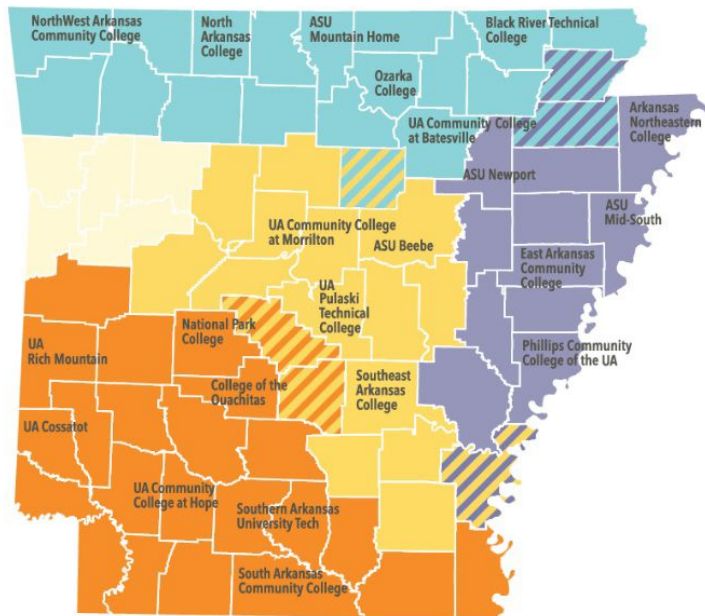 NorthWest Arkansas
Community College
North
Arkansas
College
ASU
Mountain Home
Black River Technical
College
Ozarka
College
UA Community College
at Batesville
Arkansas
Northeastern
College
ASU Newport
ASU
Mid-South
UA Community College
at Morrilton
ASU Beebe
East Arkansas
Community
College
UA
Pulaski
Technical
College
National Park
College
UA
Rich Mountain
Phillips Community
College of the UA
College of the
Ouachitas
Southeast
Arkansas
College
UA Cossatot
UA Community
College at Hope
Southern Arkansas
University Tech
South Arkansas
Community College